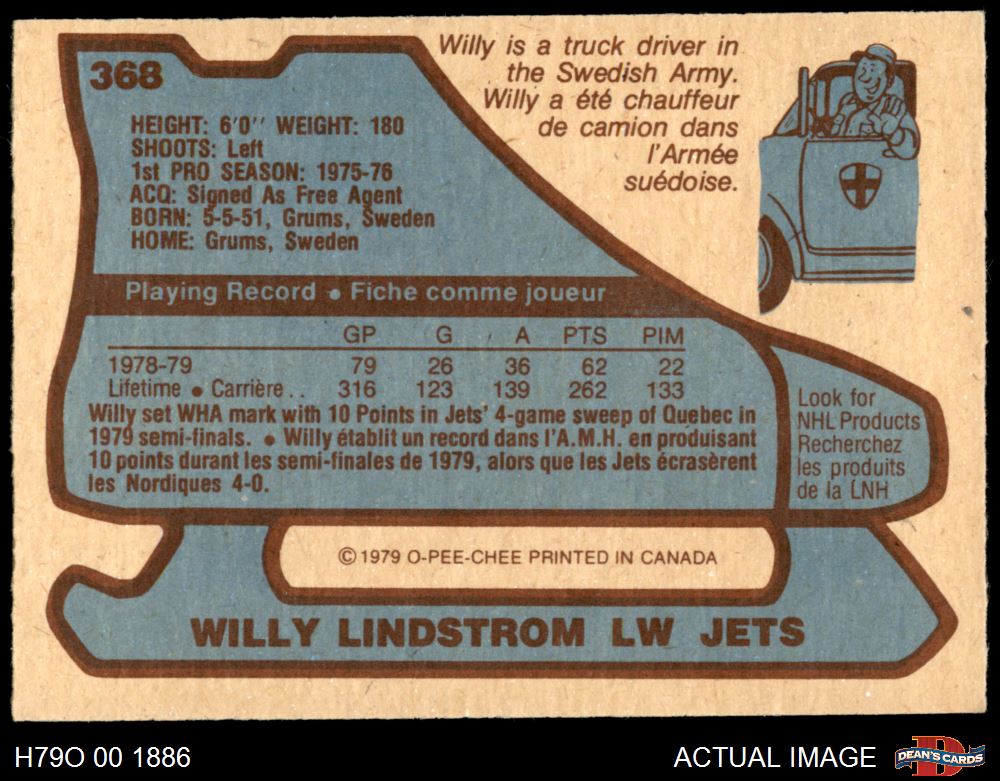 368
Willy is a truck driver in
the Swedish Army.
Willy a été chauffeur
de camion dans
l'Armée
suédoise.
HEIGHT: 6'0'' WEIGHT: 180
SHOOTS: Left
1st PRO SEASON: 1975-76
ACQ: Signed As Free Agent
BORN: 5-5-51, Grums, Sweden
HOME: Grums, Sweden
Playing Record • Fiche comme joueur
GP G A PTS PIM
1978-79 79 26 36 62 22
Lifetime • Carrière . . 316 123 139 262 133
Willy set WHA mark with 10 Points in Jets' 4-game sweep of Quebec in
1979 semi-finals. • Willy établit un record dans l'A.M.H. en produisant
10 points durant les semi-finales de 1979, alors que les Jets écrasèrent
les Nordiques 4-0.
Look for
NHL Products
Recherchez
les produits
de la LNH
© 1979 O-PEE-CHEE PRINTED IN CANADA
WILLY LINDSTROM LW JETS
H79O 00 1886
ACTUAL IMAGE
D
DEAN'S CARDS